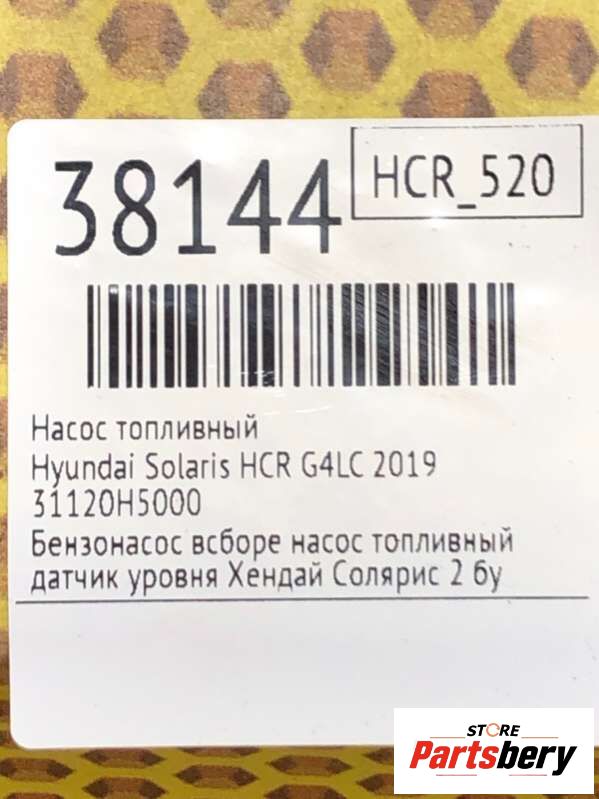 38144
HCR_520
Насос топливный
Hyundai Solaris HCR G4LC 2019
31120H5000
Бензонасос всборе насос топливный
датчик уровня Хендай Солярис 2 бу
STORE
Partsbery